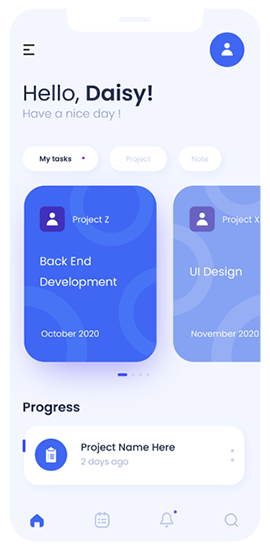 Hello, Daisy!
Have a nice day !
My tasks
Project
Note
Project Z
Back End
Development
October 2020
Project X
UI Design
November 2020
Progress
Project Name Here
2 days ago